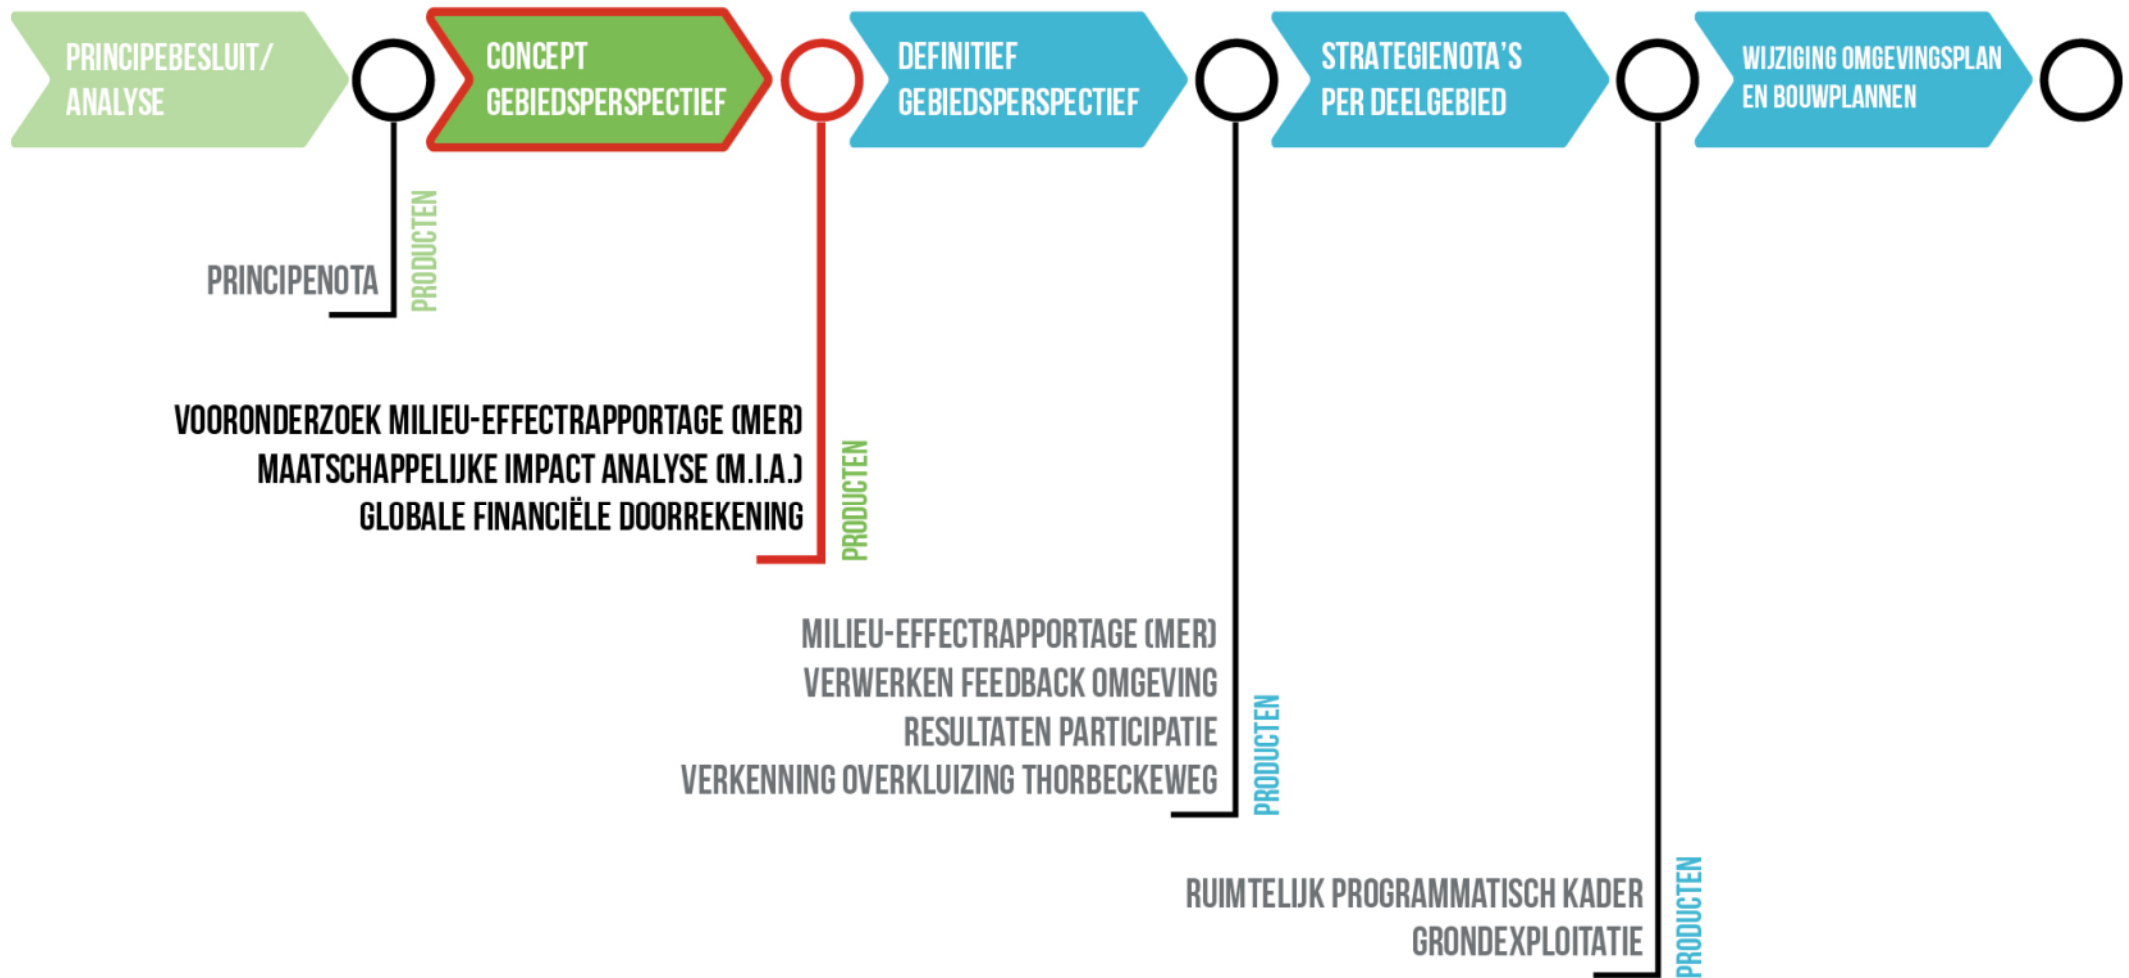 PRINCIPEBESLUIT/
ANALYSE
CONCEPT
GEBIEDSPERSPECTIEF
DEFINITIEF
GEBIEDSPERSPECTIEF
STRATEGIENOTA'S
PER DEELGEBIED
WIJZIGING OMGEVINGSPLAN
EN BOUWPLANNEN
PRINCIPENOTA
PRODUCTEN
VOORONDERZOEK MILIEU-EFFECTRAPPORTAGE (MER)
MAATSCHAPPELIJKE IMPACT ANALYSE (M.I.A.)
GLOBALE FINANCIËLE DOORREKENING
PRODUCTEN
MILIEU-EFFECTRAPPORTAGE (MER)
VERWERKEN FEEDBACK OMGEVING
RESULTATEN PARTICIPATIE
VERKENNING OVERKLUIZING THORBECKEWEG
PRODUCTEN
RUIMTELIJK PROGRAMMATISCH KADER
GRONDEXPLOITATIE
PRODUCTEN